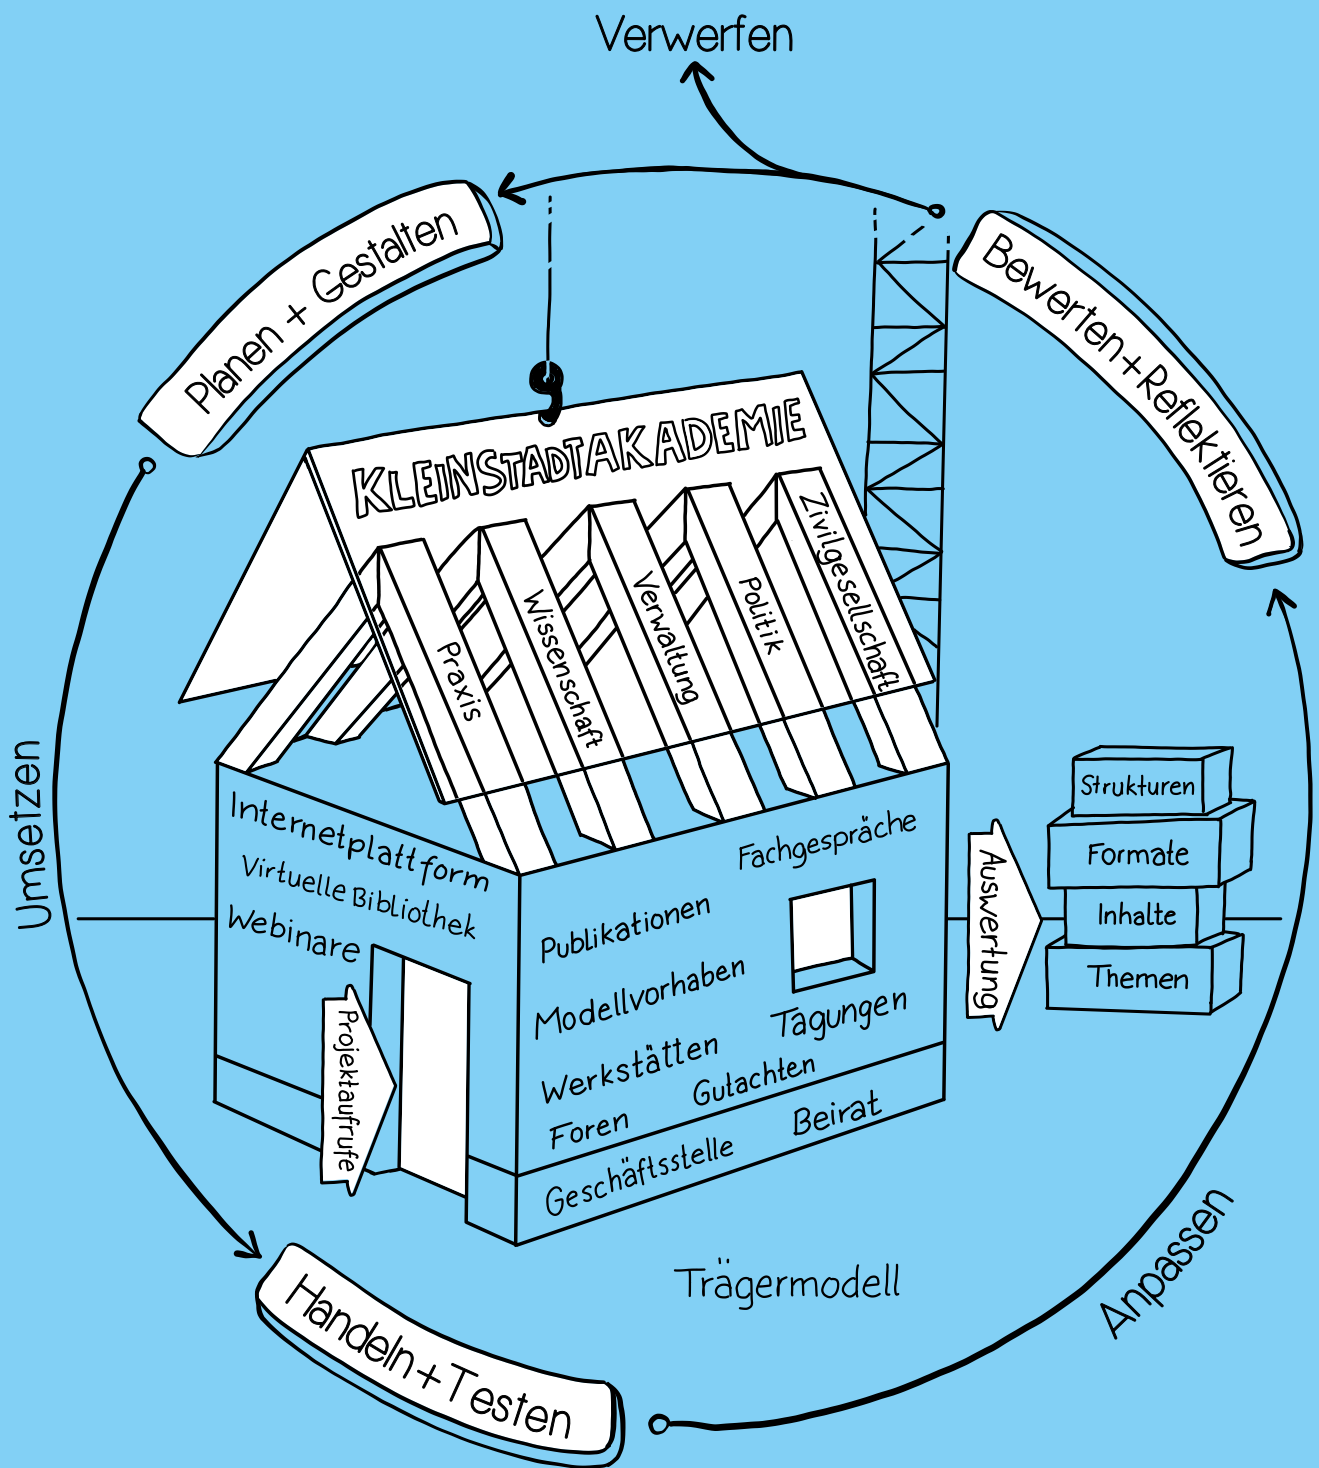 Verwerfen
Planen + Gestalten
Bewerten+Reflektieren
KLEINSTADTAKADEMIE
Praxis
Wissenschaft
Verwaltung
Politik
Zivilgesellschaft
Umsetzen
Internetplattform
Virtuelle Bibliothek
Webinare
Projektaufrufe
Fachgespräche
Publikationen
Modellvorhaben
Tagungen
Werkstätten
Gutachten
Foren
Beirat
Geschäftsstelle
Auswertung
Strukturen
Formate
Inhalte
Themen
Trägermodell
Anpassen
Handeln+Testen